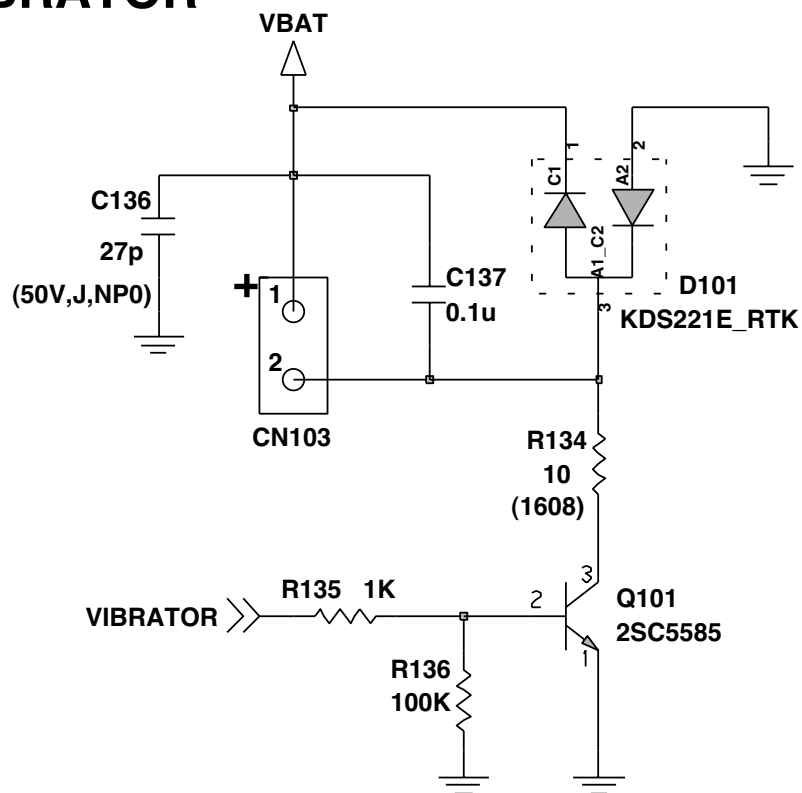 VBAT
C136
27p
(50V,J,NP0)
+
1
2
CN103
C137
0.1u
1
2
C1
A2
A1_C2
3
D101
KDS221E_RTK
R134
10
(1608)
R135 1K
VIBRATOR
2
3
1
Q101
2SC5585
R136
100K